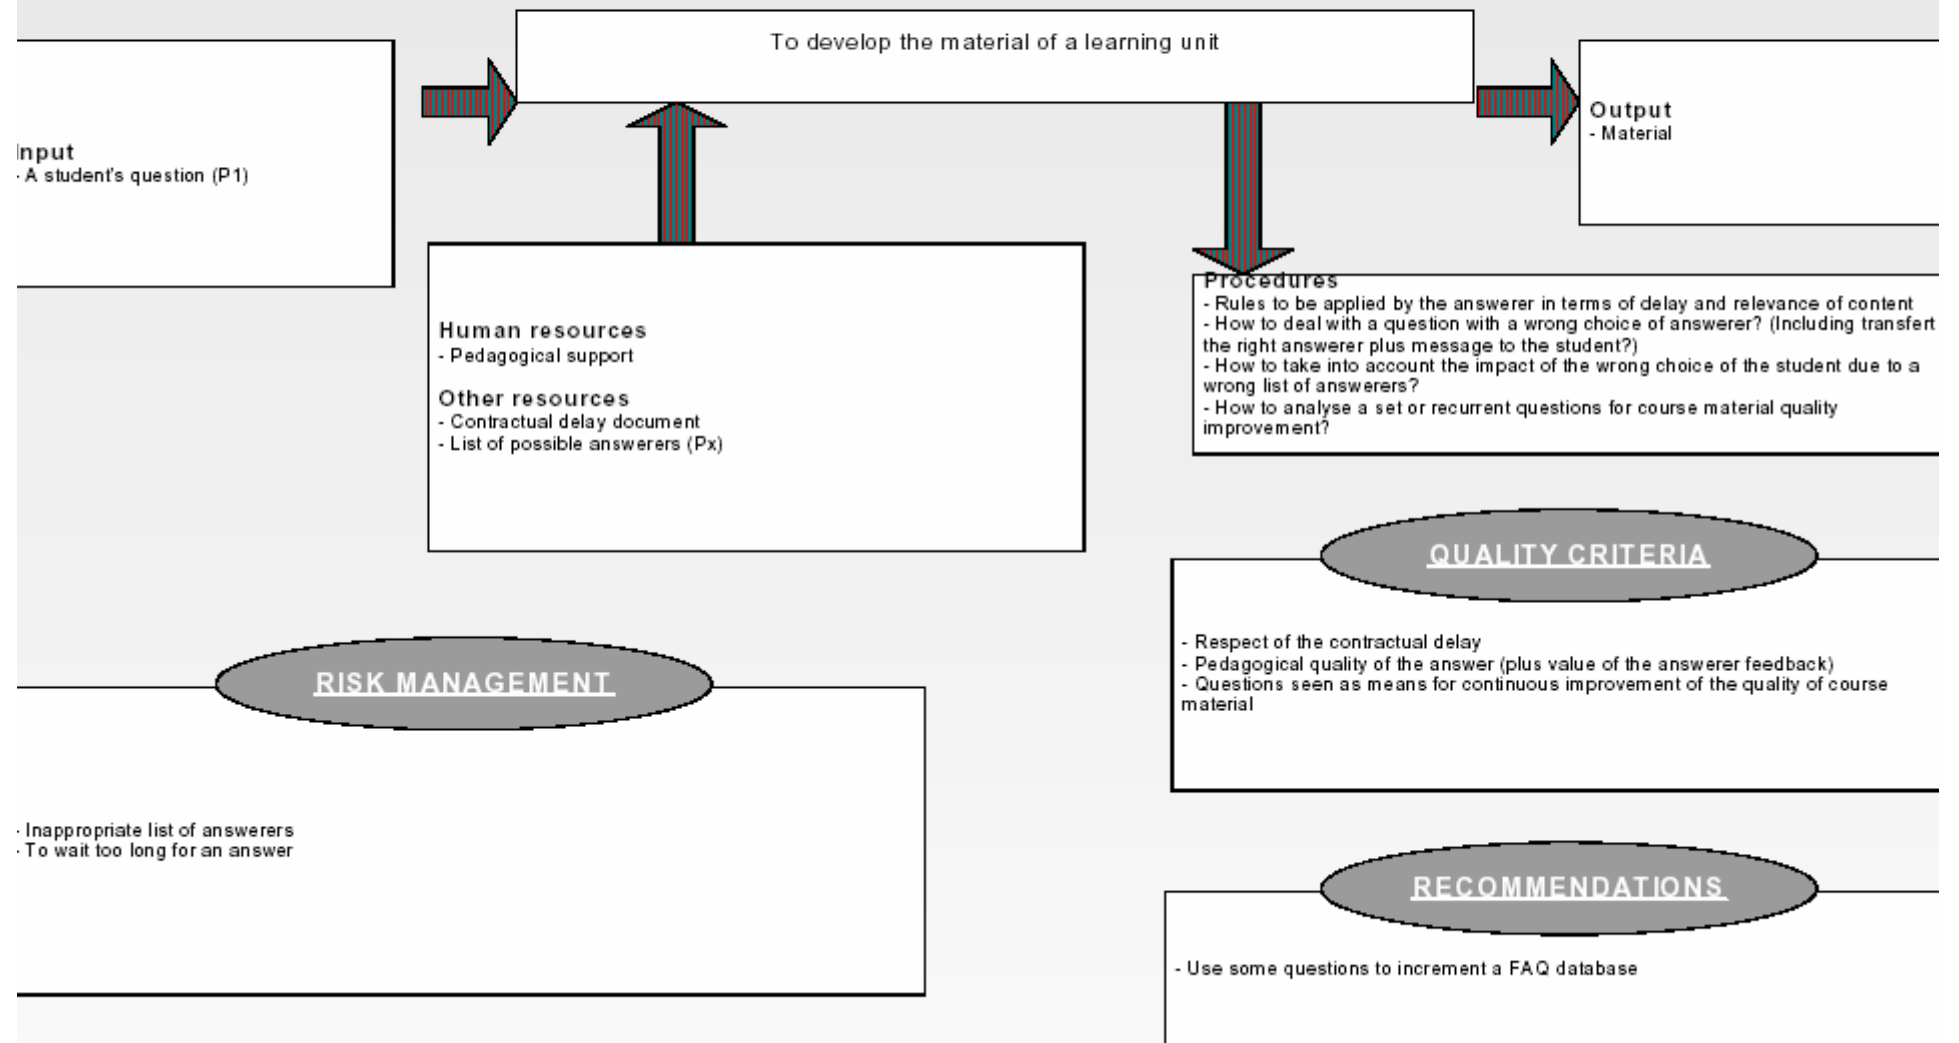 To develop the material of a learning unit
Input
- A student's question (P1)
Output
- Material
Human resources
- Pedagogical support
Other resources
- Contractual delay document
- List of possible answerers (Px)
Procedures
- Rules to be applied by the answerer in terms of delay and relevance of content
- How to deal with a question with a wrong choice of answerer? (Including transfert
the right answerer plus message to the student?)
- How to take into account the impact of the wrong choice of the student due to a
wrong list of answerers?
- How to analyse a set or recurrent questions for course material quality
improvement?
QUALITY CRITERIA
- Respect of the contractual delay
- Pedagogical quality of the answer (plus value of the answerer feedback)
- Questions seen as means for continuous improvement of the quality of course
material
RISK MANAGEMENT
- Inappropriate list of answerers
- To wait too long for an answer
RECOMMENDATIONS
- Use some questions to increment a FAQ database